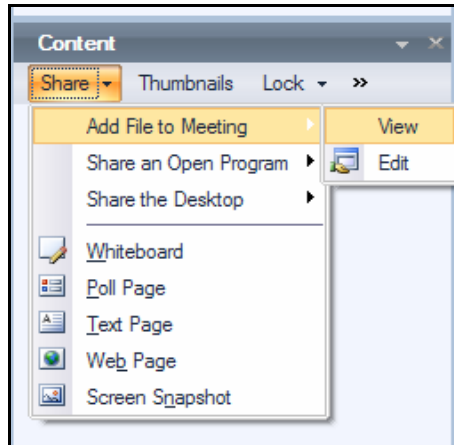 Content
Share Thumbnails Lock »
Add File to Meeting View
Share an Open Program Edit
Share the Desktop
Whiteboard
Poll Page
Text Page
Web Page
Screen Snapshot